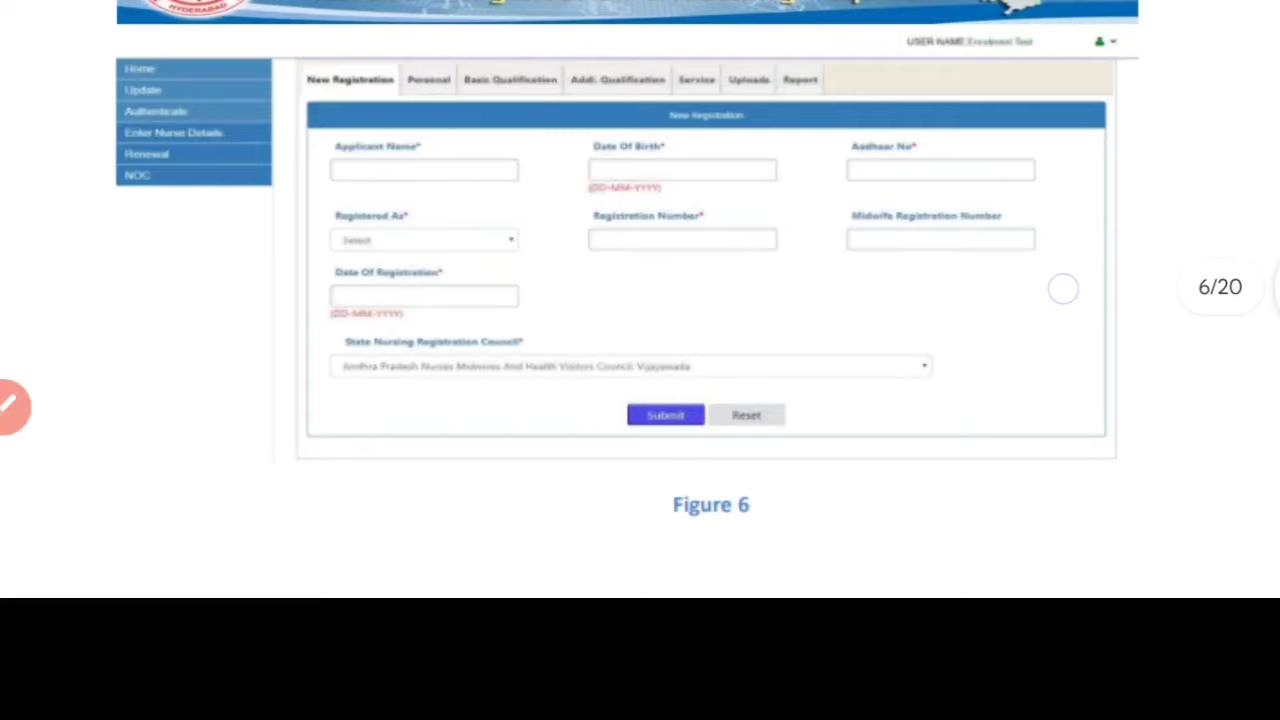 HYDERABAD
USER NAME:Enrolment Test
Home
Update
Authenticate
Enter Nurse Details
Renewal
NOC
New Registration Personal Basic Qualification Addl. Qualification Service Uploads Report
New Registration
Applicant Name* Date Of Birth* Aadhaar No*
(DD-MM-YYYY)
Registered As* Registration Number* Midwife Registration Number
Select
Date Of Registration*
(DD-MM-YYYY)
State Nursing Registration Council*
Andhra Pradesh Nurses Midwives And Health Visitors Council Vijayawada
Submit Reset
6/20
Figure 6